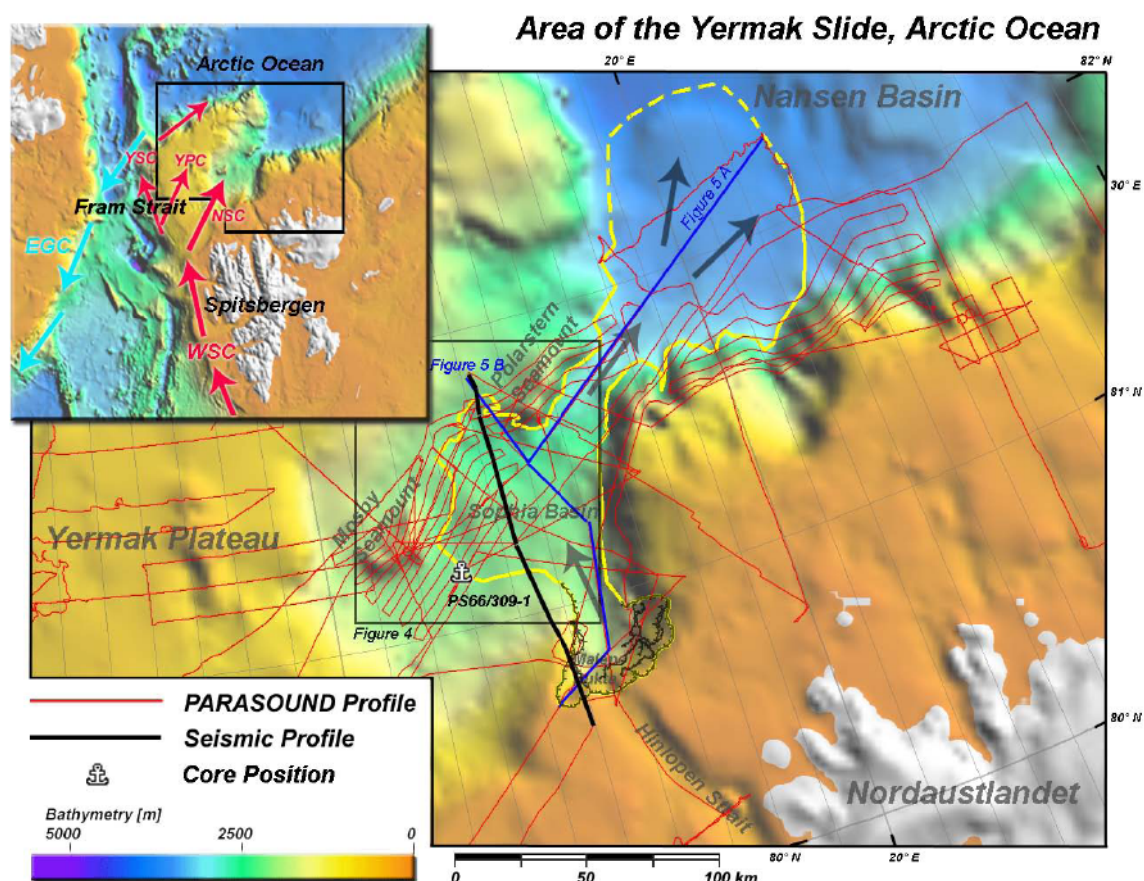 Area of the Yermak Slide, Arctic Ocean
20° E
82° N
Arctic Ocean
Nansen Basin
YSC
YPC
Fram Strait
NSC
EGC
Spitsbergen
WSC
Figure 5 A
30° E
Polarstern
Seamount
Figure 5 B
81° N
Mosby
Seamount
Sophia Basin
Yermak Plateau
PS66/309-1
Figure 4
80° N
Hinlopen Strait
Nordaustlandet
PARASOUND Profile
Seismic Profile
Core Position
Bathymetry [m]
5000
2500
0
80° N
20° E
0
50
100 km